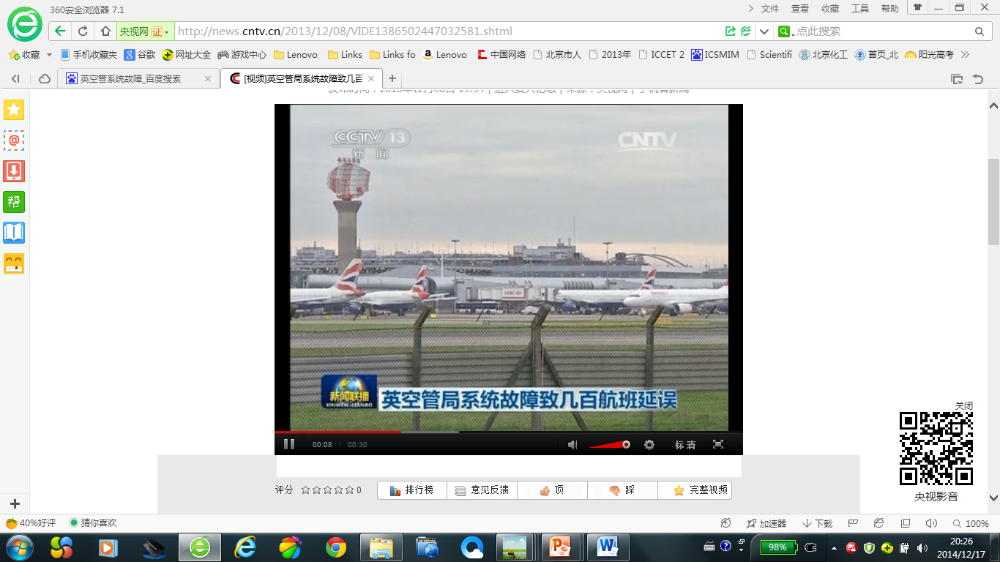 360安全浏览器 7.1
文件 查看 收藏 工具 帮助
央视网 证
http://news.cntv.cn/2013/12/08/VIDE1386502447032581.shtml
点此搜索
收藏 手机收藏夹 谷歌 网址大全 游戏中心 Lenovo Links Links fo Lenovo 中国网络 北京市人 2013年 ICCET 2 ICSMIM Scientifi 北京化工 首页_北 阳光高考
英空管系统故障_百度搜索
[视频]英空管局系统故障致几百
发布时间：2013年12月08日 19:54 | 进入复兴论坛 | 来源：央视网 | 手机看新闻
@
帮
CCTV 13
新闻
CNTV
新闻联播
XINWEN LIANBO
英空管局系统故障致几百航班延误
00:08 / 00:30
标清
关闭
央视影音
评分 0
排行榜 意见反馈 顶 踩 完整视频
40%好评 猜你喜欢
加速器 下载 100%
98%
20:26
2014/12/17